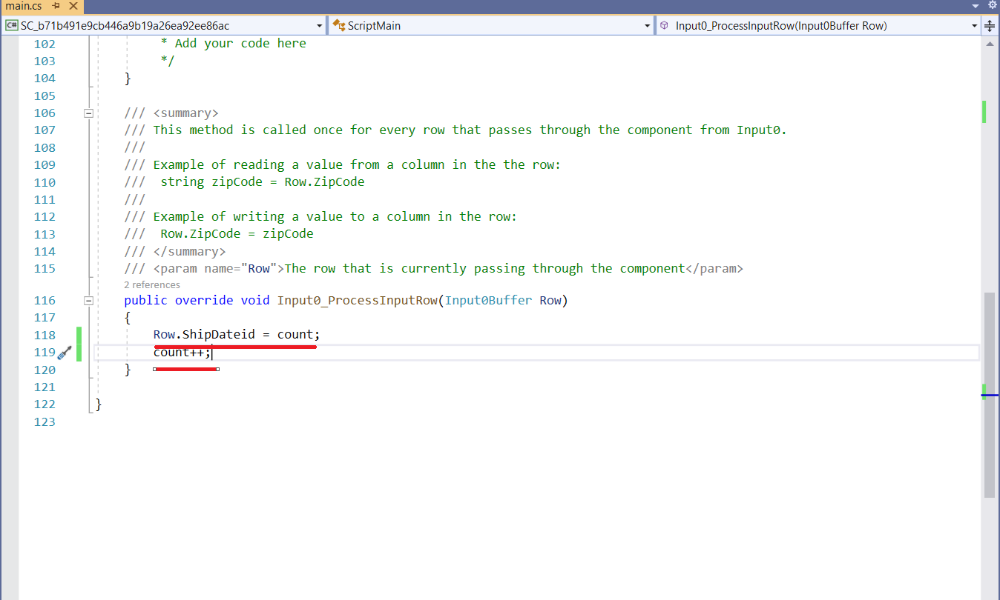 main.cs
C# SC_b71b491e9cb446a9b19a26ea92ee86ac ScriptMain Input0_ProcessInputRow(Input0Buffer Row)
102 * Add your code here
103 */
104 }
105
106 /// <summary>
107 /// This method is called once for every row that passes through the component from Input0.
108 ///
109 /// Example of reading a value from a column in the the row:
110 /// string zipCode = Row.ZipCode
111 ///
112 /// Example of writing a value to a column in the row:
113 /// Row.ZipCode = zipCode
114 /// </summary>
115 /// <param name="Row">The row that is currently passing through the component</param>
2 references
116 public override void Input0_ProcessInputRow(Input0Buffer Row)
117 {
118 Row.ShipDateid = count;
119 count++;
120 }
121
122 }
123